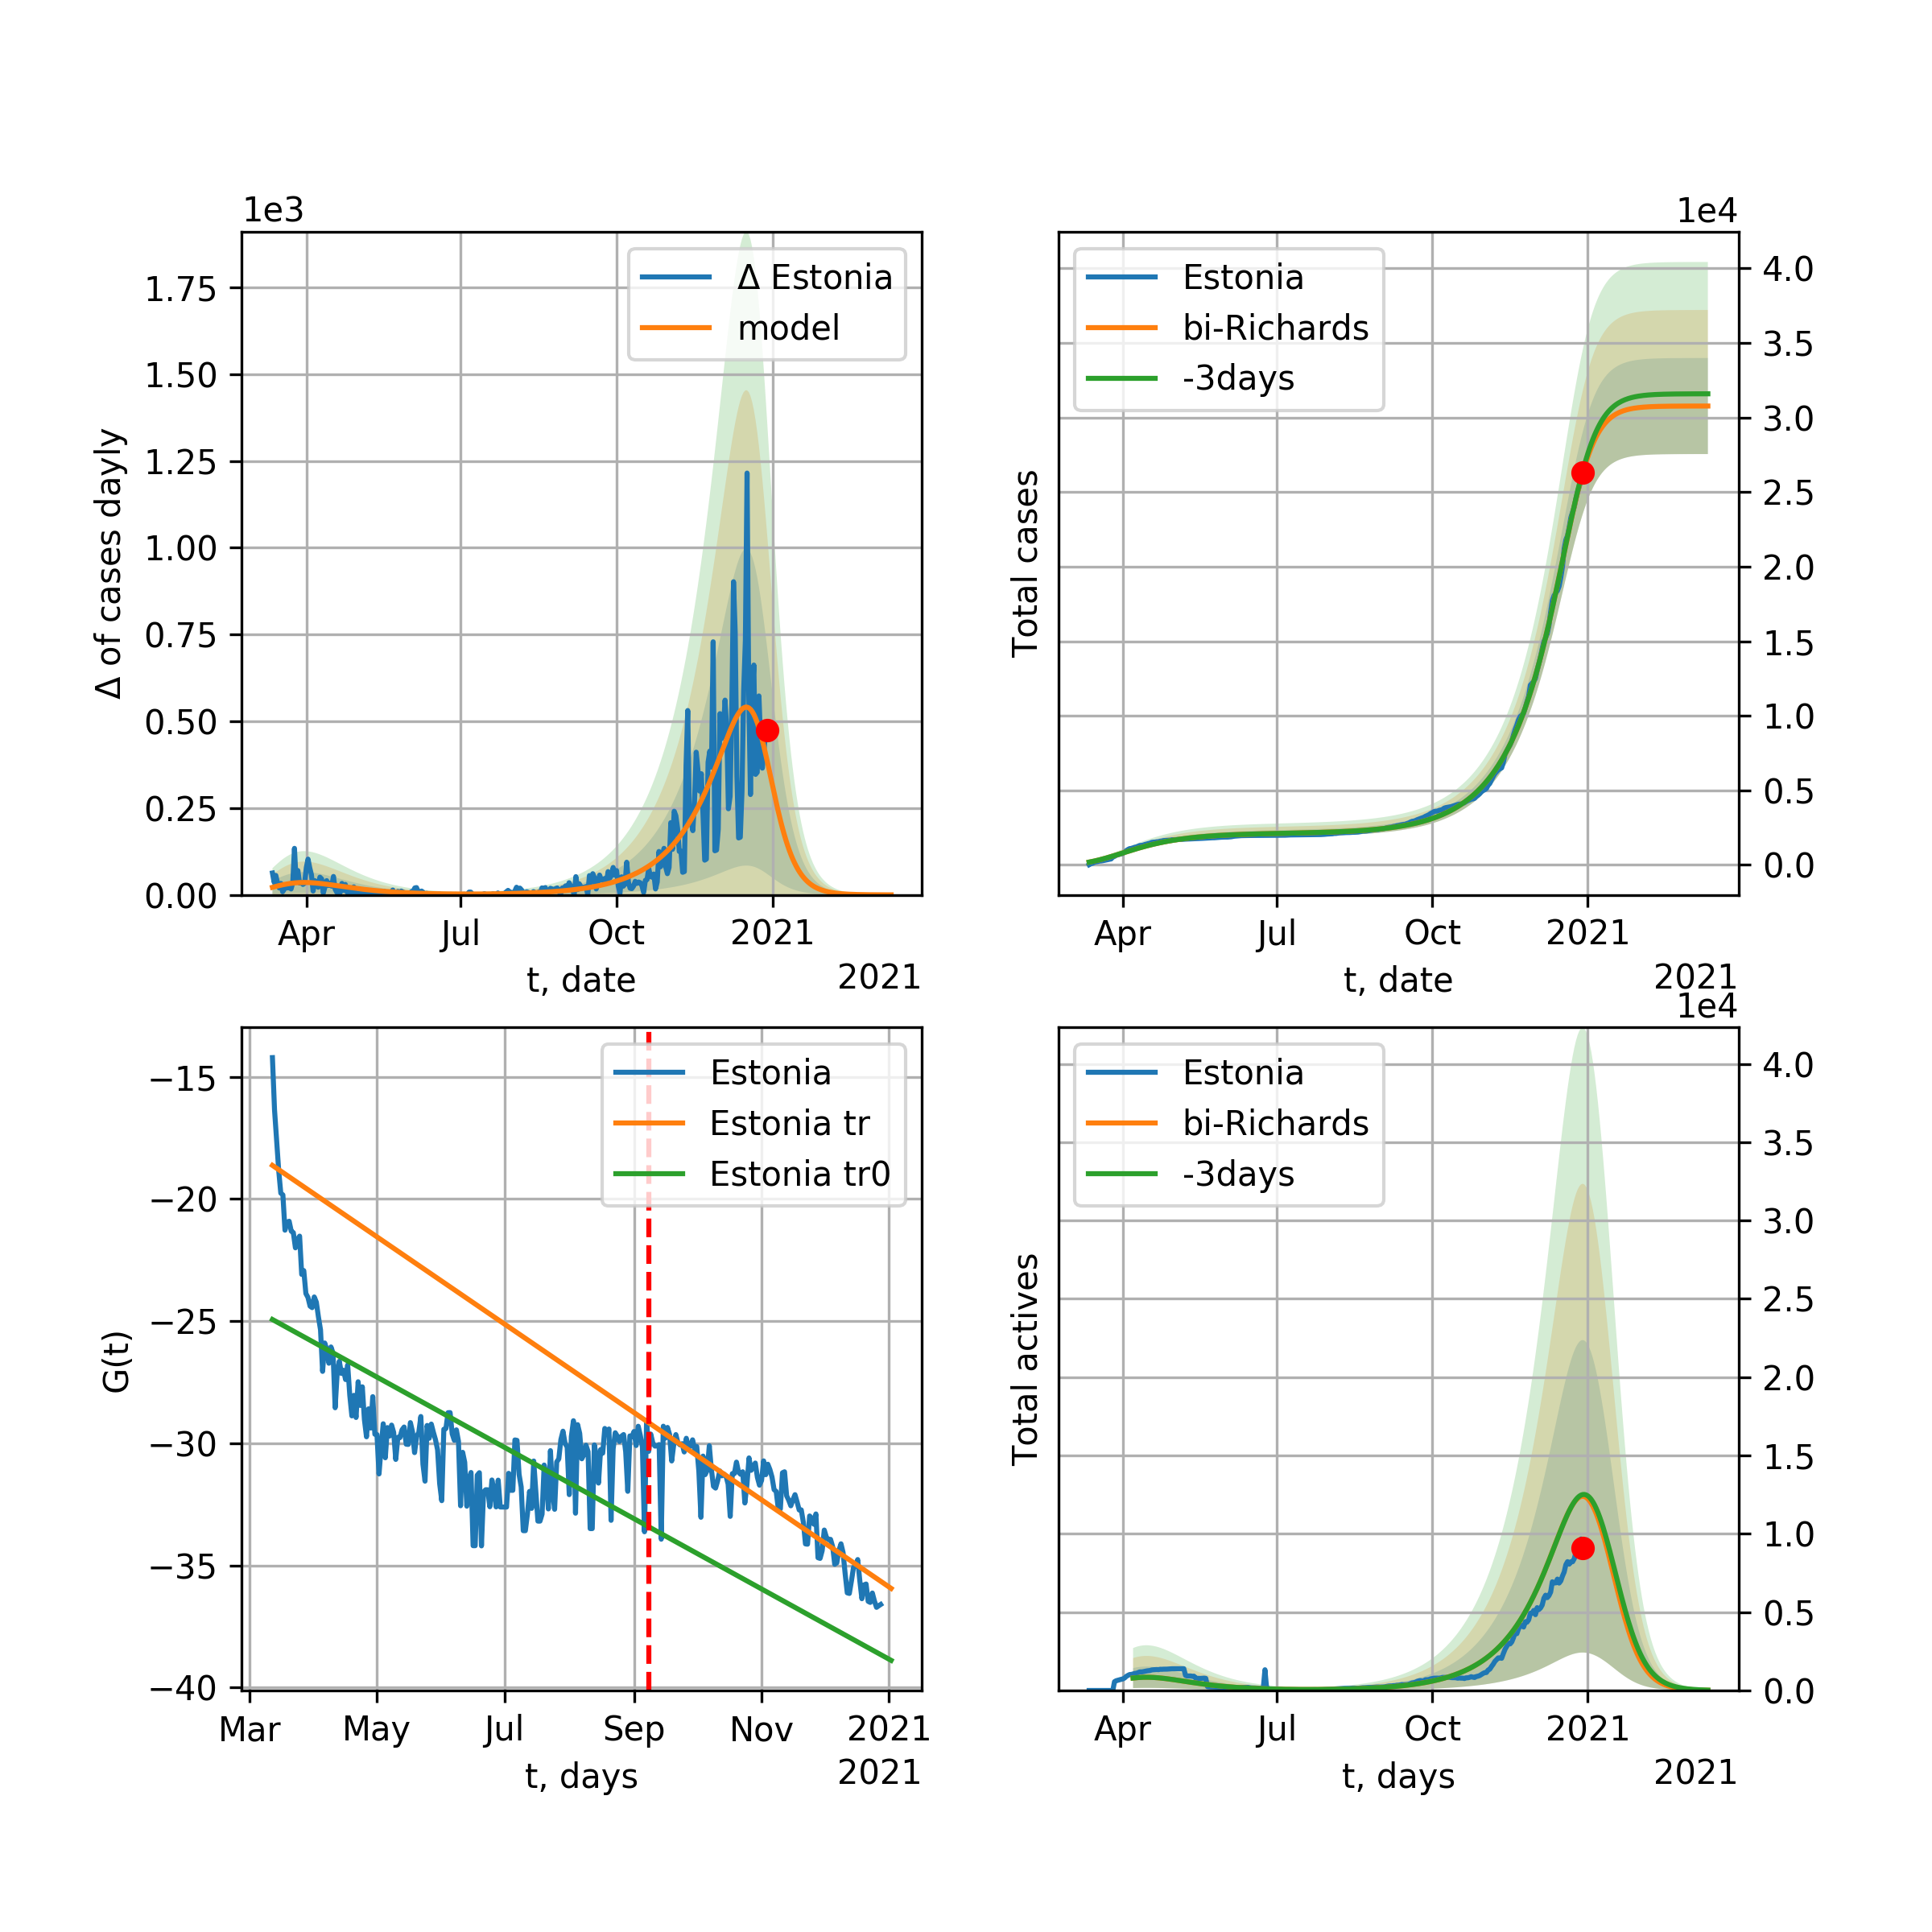 1e3
Δ of cases dayly
1.75
1.50
1.25
1.00
0.75
0.50
0.25
0.00
Δ Estonia
model
Apr Jul Oct 2021
t, date
2021
1e4
Total cases
Estonia
bi-Richards
-3days
4.0
3.5
3.0
2.5
2.0
1.5
1.0
0.5
0.0
Apr Jul Oct 2021
t, date
2021
G(t)
−15
−20
−25
−30
−35
−40
Estonia
Estonia tr
Estonia tr0
Mar May Jul Sep Nov 2021
t, days
2021
1e4
Total actives
Estonia
bi-Richards
-3days
4.0
3.5
3.0
2.5
2.0
1.5
1.0
0.5
0.0
Apr Jul Oct 2021
t, days
2021